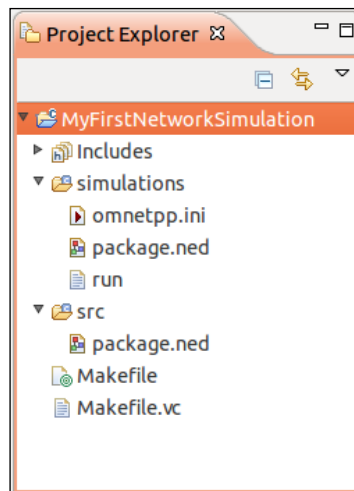 Project Explorer
MyFirstNetworkSimulation
Includes
simulations
omnetpp.ini
package.ned
run
src
package.ned
Makefile
Makefile.vc